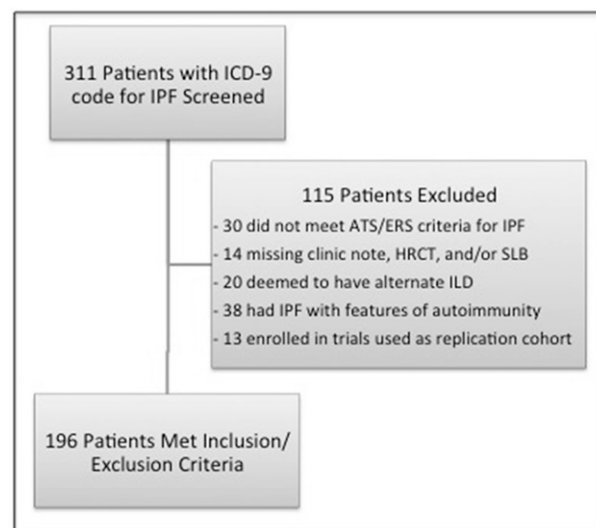 311 Patients with ICD-9
code for IPF Screened
115 Patients Excluded
- 30 did not meet ATS/ERS criteria for IPF
- 14 missing clinic note, HRCT, and/or SLB
- 20 deemed to have alternate ILD
- 38 had IPF with features of autoimmunity
- 13 enrolled in trials used as replication cohort
196 Patients Met Inclusion/
Exclusion Criteria